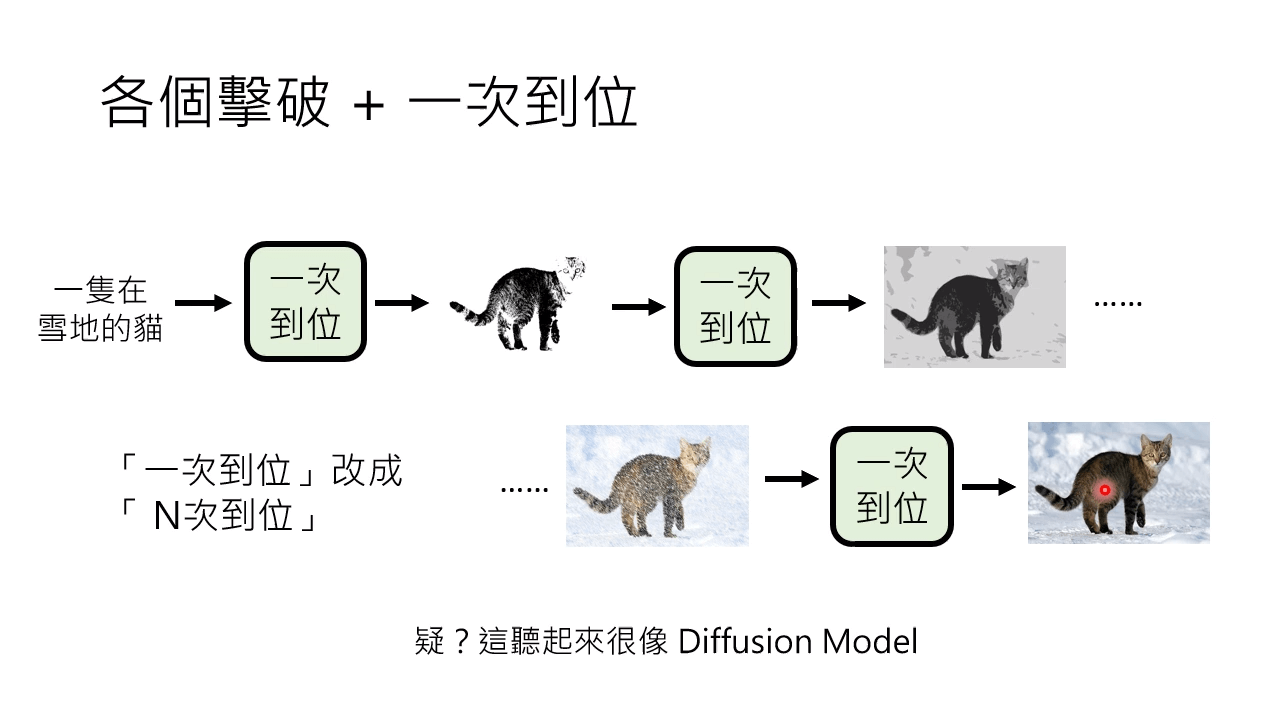 各個擊破 + 一次到位
一隻在
雪地的貓
一次
到位
一次
到位
……
「一次到位」改成
「 N次到位」
……
一次
到位
疑？這聽起來很像 Diffusion Model